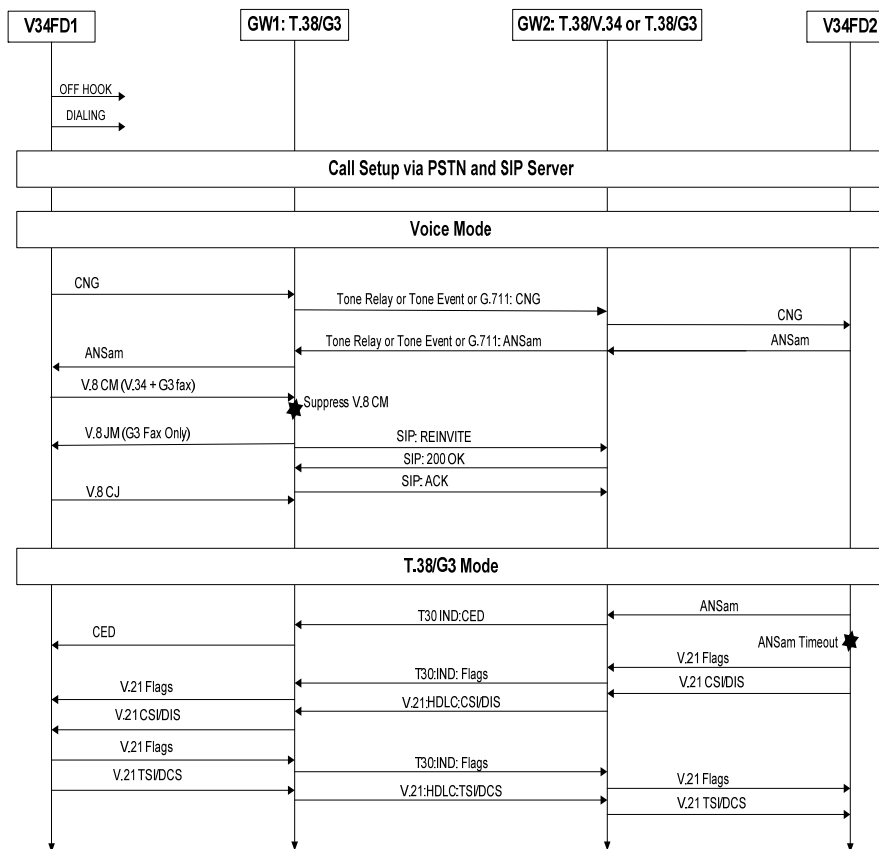 V34FD1
GW1: T.38/G3
GW2: T.38/V.34 or T.38/G3
V34FD2
OFF HOOK
DIALING
Call Setup via PSTN and SIP Server
Voice Mode
CNG
Tone Relay or Tone Event or G.711: CNG
CNG
Tone Relay or Tone Event or G.711: ANSam
ANSam
ANSam
V.8 CM (V.34 + G3 fax)
Suppress V.8 CM
V.8 JM (G3 Fax Only)
SIP: REINVITE
SIP: 200 OK
SIP: ACK
V.8 CJ
T.38/G3 Mode
ANSam
T30 IND:CED
CED
ANSam Timeout
V.21 Flags
T30:IND: Flags
V.21 Flags
V.21 CSI/DIS
V.21:HDLC:CSI/DIS
V.21 CSI/DIS
V.21 Flags
T30:IND: Flags
V.21 TSI/DCS
V.21 Flags
V.21:HDLC:TSI/DCS
V.21 TSI/DCS